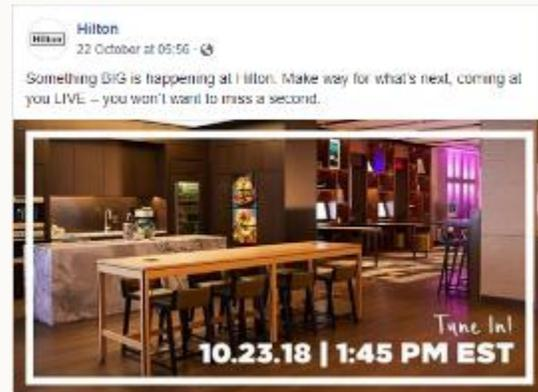 Hilton
Hilton
22 October at 05:56 ·
Something BIG is happening at Hilton. Make way for what's next, coming at
you LIVE – you won't want to miss a second.
Tune In!
10.23.18 | 1:45 PM EST